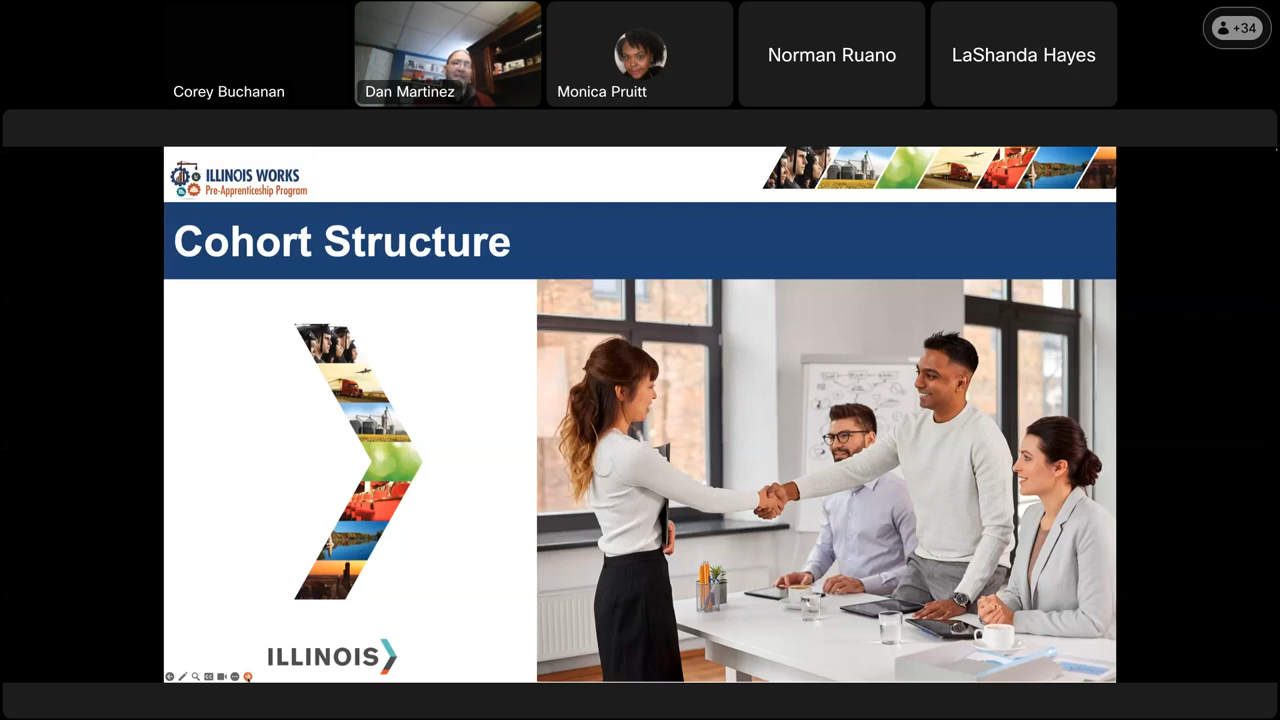 Corey Buchanan
Dan Martinez
Monica Pruitt
Norman Ruano
LaShanda Hayes
+34
ILLINOIS WORKS
Pre-Apprenticeship Program
Cohort Structure
ILLINOIS